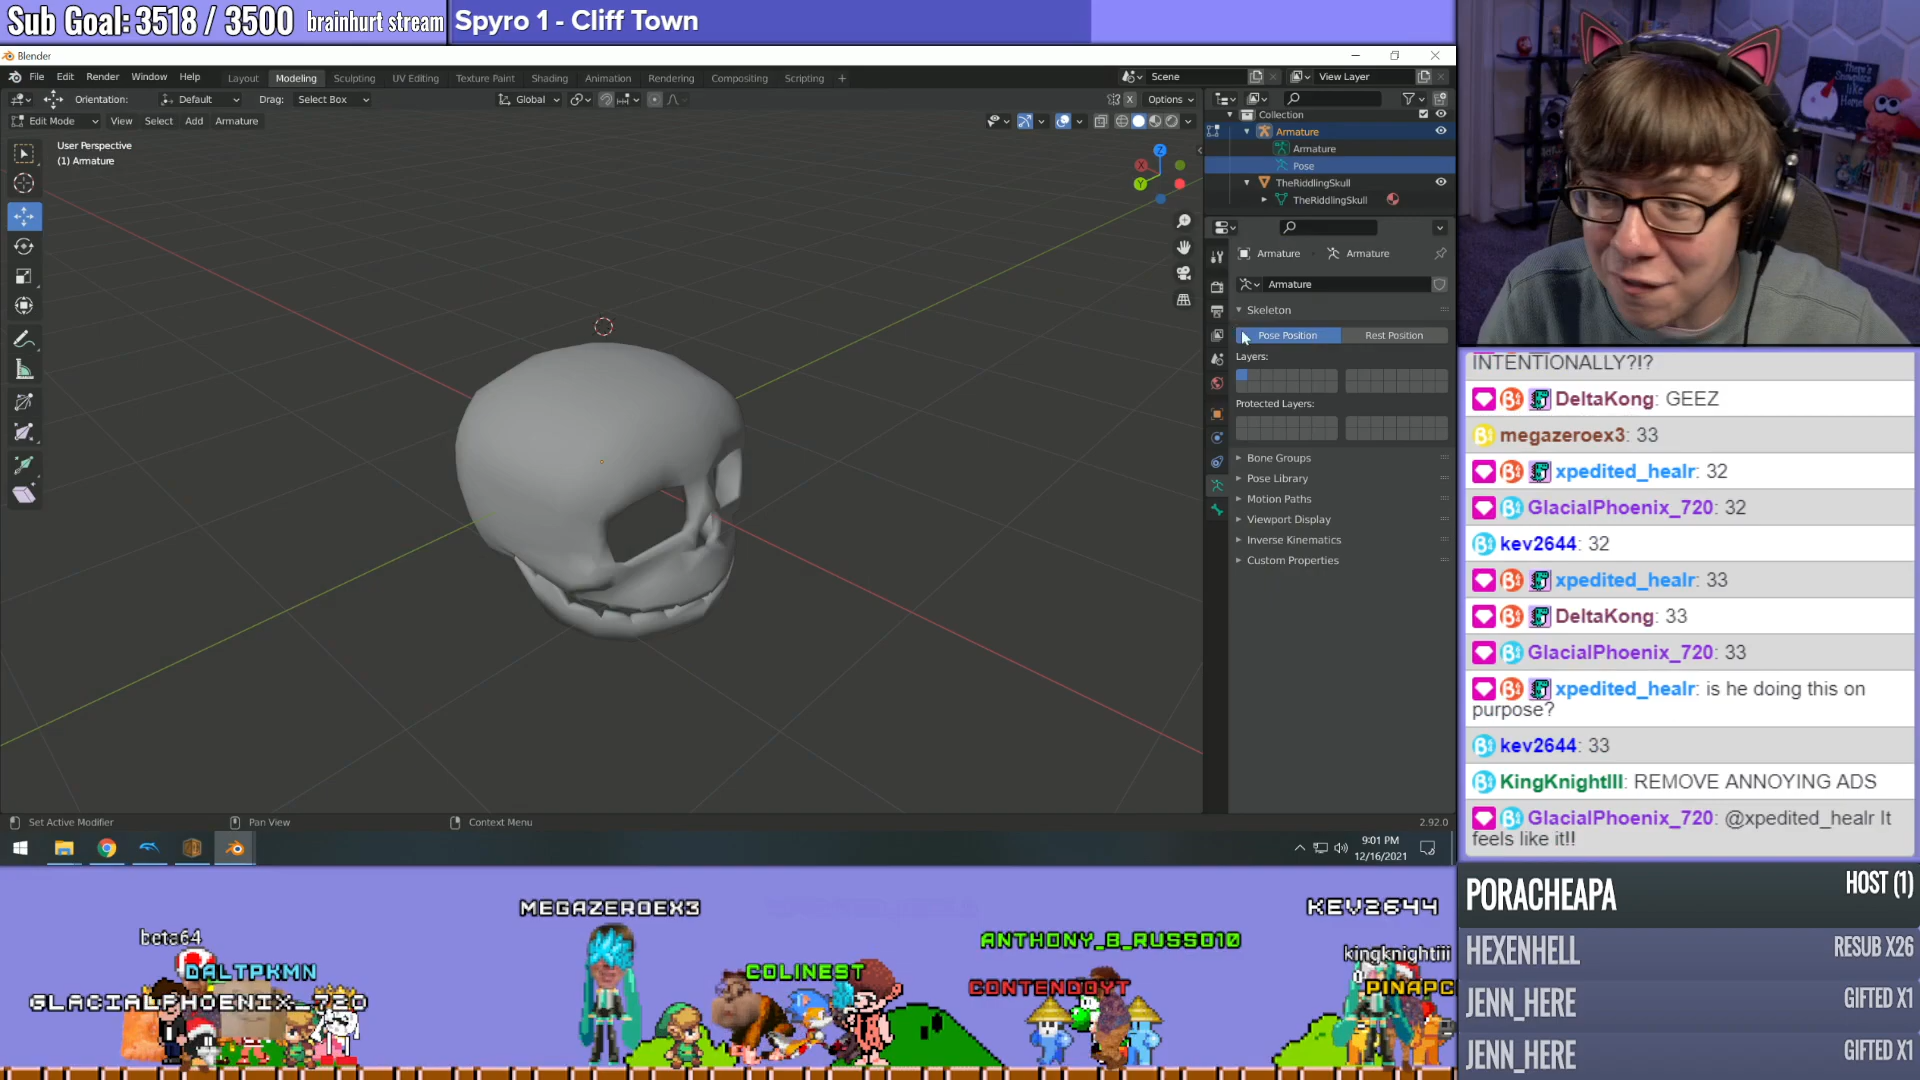 Sub Goal: 3518 / 3500 brainhurt stream
Spyro 1 - Cliff Town
Blender
File Edit Render Window Help
Layout Modeling Sculpting UV Editing Texture Paint Shading Animation Rendering Compositing Scripting +
Scene
View Layer
Orientation: Default Drag: Select Box
Global
Options
Edit Mode View Select Add Armature
User Perspective
(1) Armature
X
Y
Z
Collection
Armature
Armature
Pose
TheRiddlingSkull
TheRiddlingSkull
Armature Armature
Armature
Skeleton
Pose Position Rest Position
Layers:
Protected Layers:
Bone Groups
Pose Library
Motion Paths
Viewport Display
Inverse Kinematics
Custom Properties
Set Active Modifier
Pan View
Context Menu
2.92.0
9:01 PM
12/16/2021
There's
Someplace
like
Home
INTENTIONALLY?!?
DeltaKong: GEEZ
megazeroex3: 33
xpedited_healr: 32
GlacialPhoenix_720: 32
kev2644: 32
xpedited_healr: 33
DeltaKong: 33
GlacialPhoenix_720: 33
xpedited_healr: is he doing this on
purpose?
kev2644: 33
KingKnightIII: REMOVE ANNOYING ADS
GlacialPhoenix_720: @xpedited_healr It
feels like it!!
PORACHEAPA HOST (1)
HEXENHELL RESUB X26
JENN_HERE GIFTED X1
JENN_HERE GIFTED X1
MEGAZEROEX3
KEV2644
beta64
ANTHONY_B_RUSSO10
kingknightiii
DALTPKMN
COLINEST
CONTENDOYT
PINAPC
GLACIALPHOENIX_720